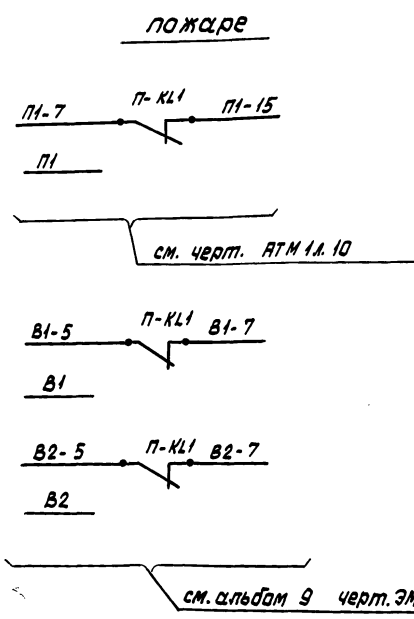 пожаре
П1-7 П-KL1 П1-15
П1
см. черт. АТМ 1л. 10
В1-5 П-KL1 В1-7
В1
В2-5 П-KL1 В2-7
В2
см. альбом 9 черт. ЭМ